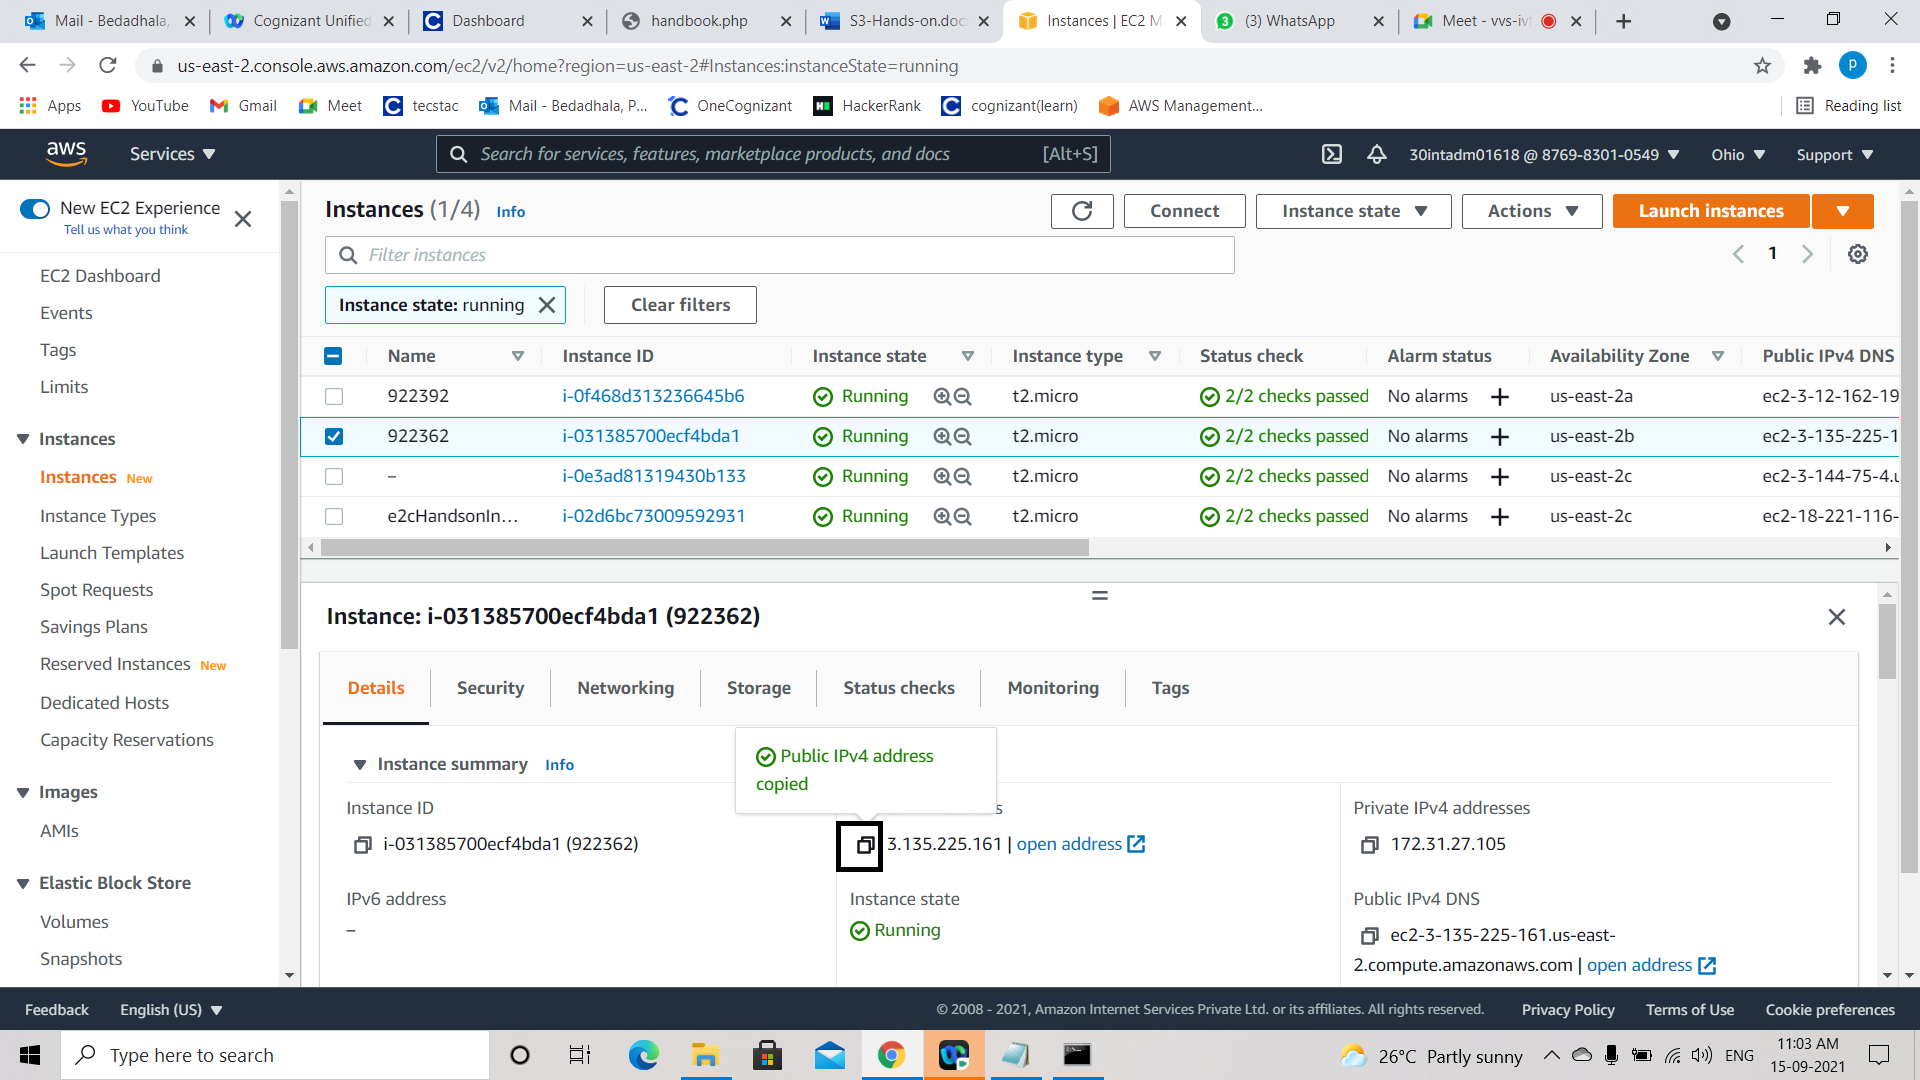 Mail - Bedadhala,
Cognizant Unified
Dashboard
handbook.php
S3-Hands-on.doc
Instances | EC2 M
(3) WhatsApp
Meet - vvs-ivf
us-east-2.console.aws.amazon.com/ec2/v2/home?region=us-east-2#Instances:instanceState=running
p
Apps
YouTube
Gmail
Meet
tecstac
Mail - Bedadhala, P...
OneCognizant
HackerRank
cognizant(learn)
AWS Management...
Reading list
aws
Services
Search for services, features, marketplace products, and docs
[Alt+S]
30intadm01618 @ 8769-8301-0549
Ohio
Support
New EC2 Experience
Tell us what you think
EC2 Dashboard
Events
Tags
Limits
Instances
Instances New
Instance Types
Launch Templates
Spot Requests
Savings Plans
Reserved Instances New
Dedicated Hosts
Capacity Reservations
Images
AMIs
Elastic Block Store
Volumes
Snapshots
Instances (1/4) Info
Connect
Instance state
Actions
Launch instances
Filter instances
1
Instance state: running
Clear filters
Name Instance ID Instance state Instance type Status check Alarm status Availability Zone Public IPv4 DNS
922392 i-0f468d313236645b6 Running t2.micro 2/2 checks passed No alarms + us-east-2a ec2-3-12-162-19
922362 i-031385700ecf4bda1 Running t2.micro 2/2 checks passed No alarms + us-east-2b ec2-3-135-225-1
– i-0e3ad81319430b133 Running t2.micro 2/2 checks passed No alarms + us-east-2c ec2-3-144-75-4.u
e2cHandsonIn... i-02d6bc73009592931 Running t2.micro 2/2 checks passed No alarms + us-east-2c ec2-18-221-116-
Instance: i-031385700ecf4bda1 (922362)
Details
Security
Networking
Storage
Status checks
Monitoring
Tags
Public IPv4 address
copied
Instance summary Info
Instance ID
i-031385700ecf4bda1 (922362)
s
3.135.225.161 | open address
Private IPv4 addresses
172.31.27.105
IPv6 address
–
Instance state
Running
Public IPv4 DNS
ec2-3-135-225-161.us-east-
2.compute.amazonaws.com | open address
Feedback
English (US)
© 2008 - 2021, Amazon Internet Services Private Ltd. or its affiliates. All rights reserved.
Privacy Policy
Terms of Use
Cookie preferences
Type here to search
26°C Partly sunny
ENG
11:03 AM
15-09-2021